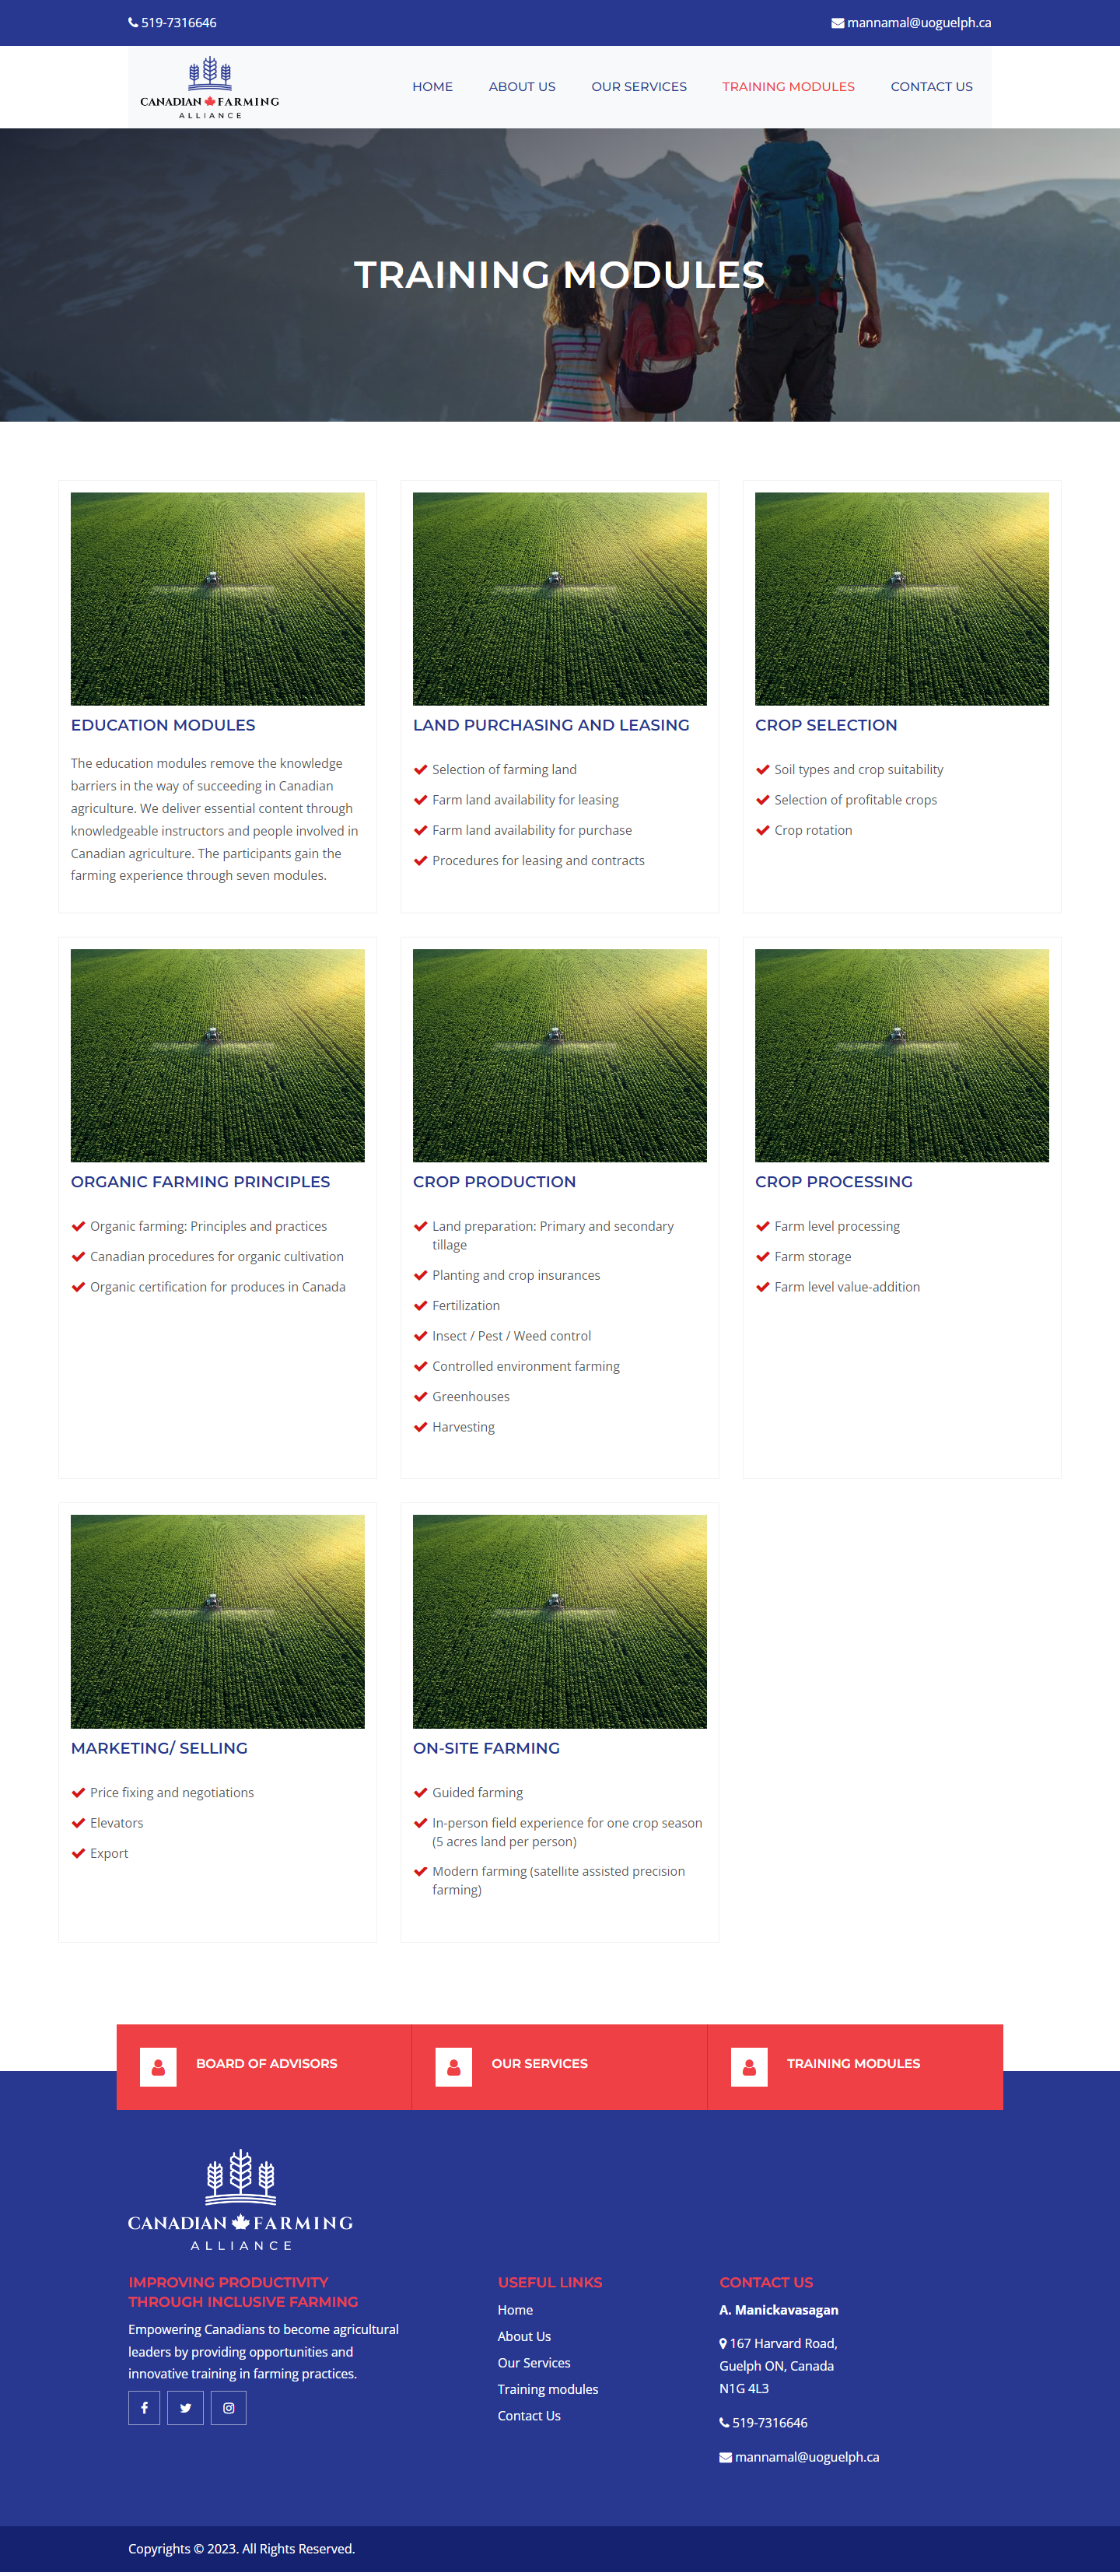 519-7316646
mannamal@uoguelph.ca
CANADIAN FARMING
ALLIANCE
HOME
ABOUT US
OUR SERVICES
TRAINING MODULES
CONTACT US
TRAINING MODULES
EDUCATION MODULES
The education modules remove the knowledge
barriers in the way of succeeding in Canadian
agriculture. We deliver essential content through
knowledgeable instructors and people involved in
Canadian agriculture. The participants gain the
farming experience through seven modules.
LAND PURCHASING AND LEASING
Selection of farming land
Farm land availability for leasing
Farm land availability for purchase
Procedures for leasing and contracts
CROP SELECTION
Soil types and crop suitability
Selection of profitable crops
Crop rotation
ORGANIC FARMING PRINCIPLES
Organic farming: Principles and practices
Canadian procedures for organic cultivation
Organic certification for produces in Canada
CROP PRODUCTION
Land preparation: Primary and secondary
tillage
Planting and crop insurances
Fertilization
Insect / Pest / Weed control
Controlled environment farming
Greenhouses
Harvesting
CROP PROCESSING
Farm level processing
Farm storage
Farm level value-addition
MARKETING/ SELLING
Price fixing and negotiations
Elevators
Export
ON-SITE FARMING
Guided farming
In-person field experience for one crop season
(5 acres land per person)
Modern farming (satellite assisted precision
farming)
BOARD OF ADVISORS
OUR SERVICES
TRAINING MODULES
CANADIAN FARMING
ALLIANCE
IMPROVING PRODUCTIVITY
THROUGH INCLUSIVE FARMING
Empowering Canadians to become agricultural
leaders by providing opportunities and
innovative training in farming practices.
USEFUL LINKS
Home
About Us
Our Services
Training modules
Contact Us
CONTACT US
A. Manickavasagan
167 Harvard Road,
Guelph ON, Canada
N1G 4L3
519-7316646
mannamal@uoguelph.ca
Copyrights © 2023. All Rights Reserved.